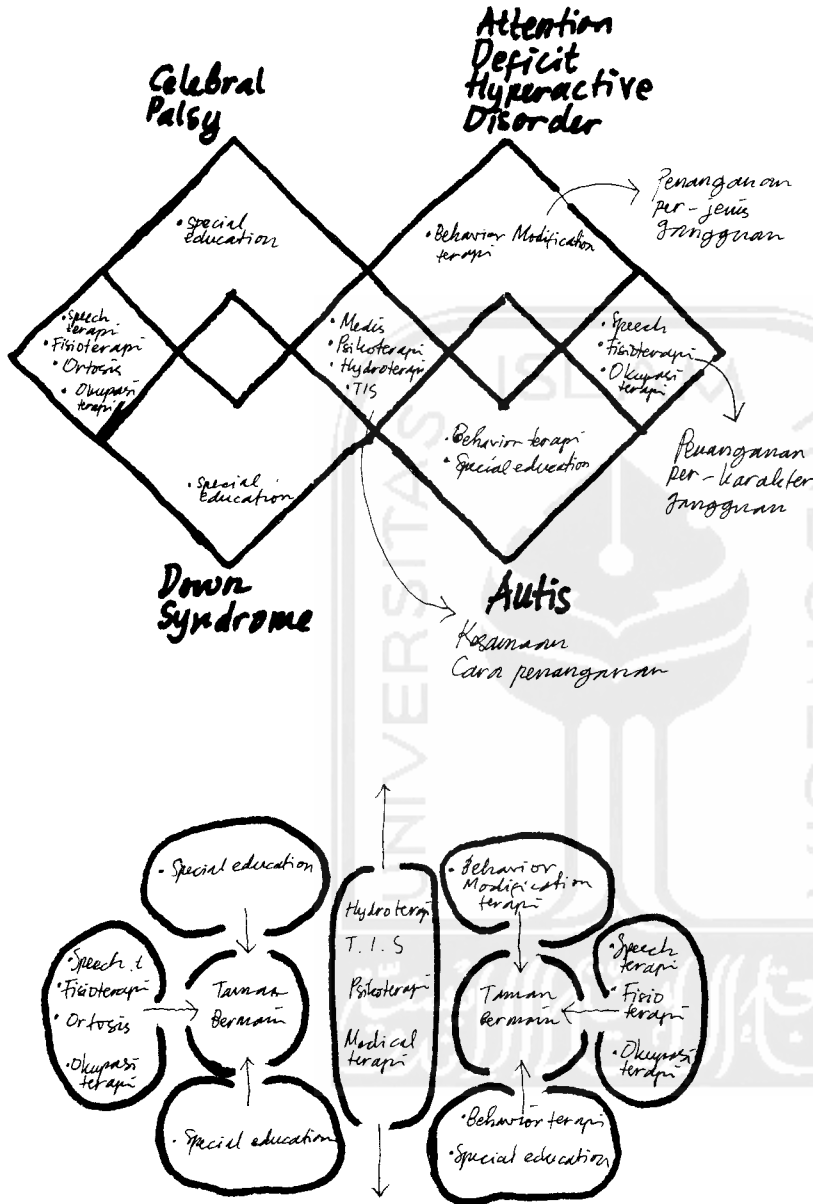 Celebral
Palsy
Attention
Deficit
Hyperactive
Disorder
Penanganan
per-jenis
gangguan
• Special
education
• Behavior Modification
terapi
• Speech
terapi
• Fisioterapi
• Ortosis
• Okupasi
terapi
• Medis
• Psikoterapi
• Hydroterapi
• TIS
• Speech
• Fisioterapi
• Okupasi
terapi
• Special
education
• Behavior terapi
• Special education
Penanganan
per-karakter
gangguan
Down
Syndrome
Autis
Kesamaan
Cara penanganan
UNIVERSITAS
ISLAM
• Special education
Hydroterapi
T.I.S
Psikoterapi
Medical
terapi
• Behavior
Modification
terapi
• Speech.t
• Fisioterapi
• Ortosis
• Okupasi
terapi
Taman
Bermain
Taman
Bermain
• Speech
terapi
• Fisio
terapi
• Okupasi
terapi
• Special education
• Behavior terapi
• Special education